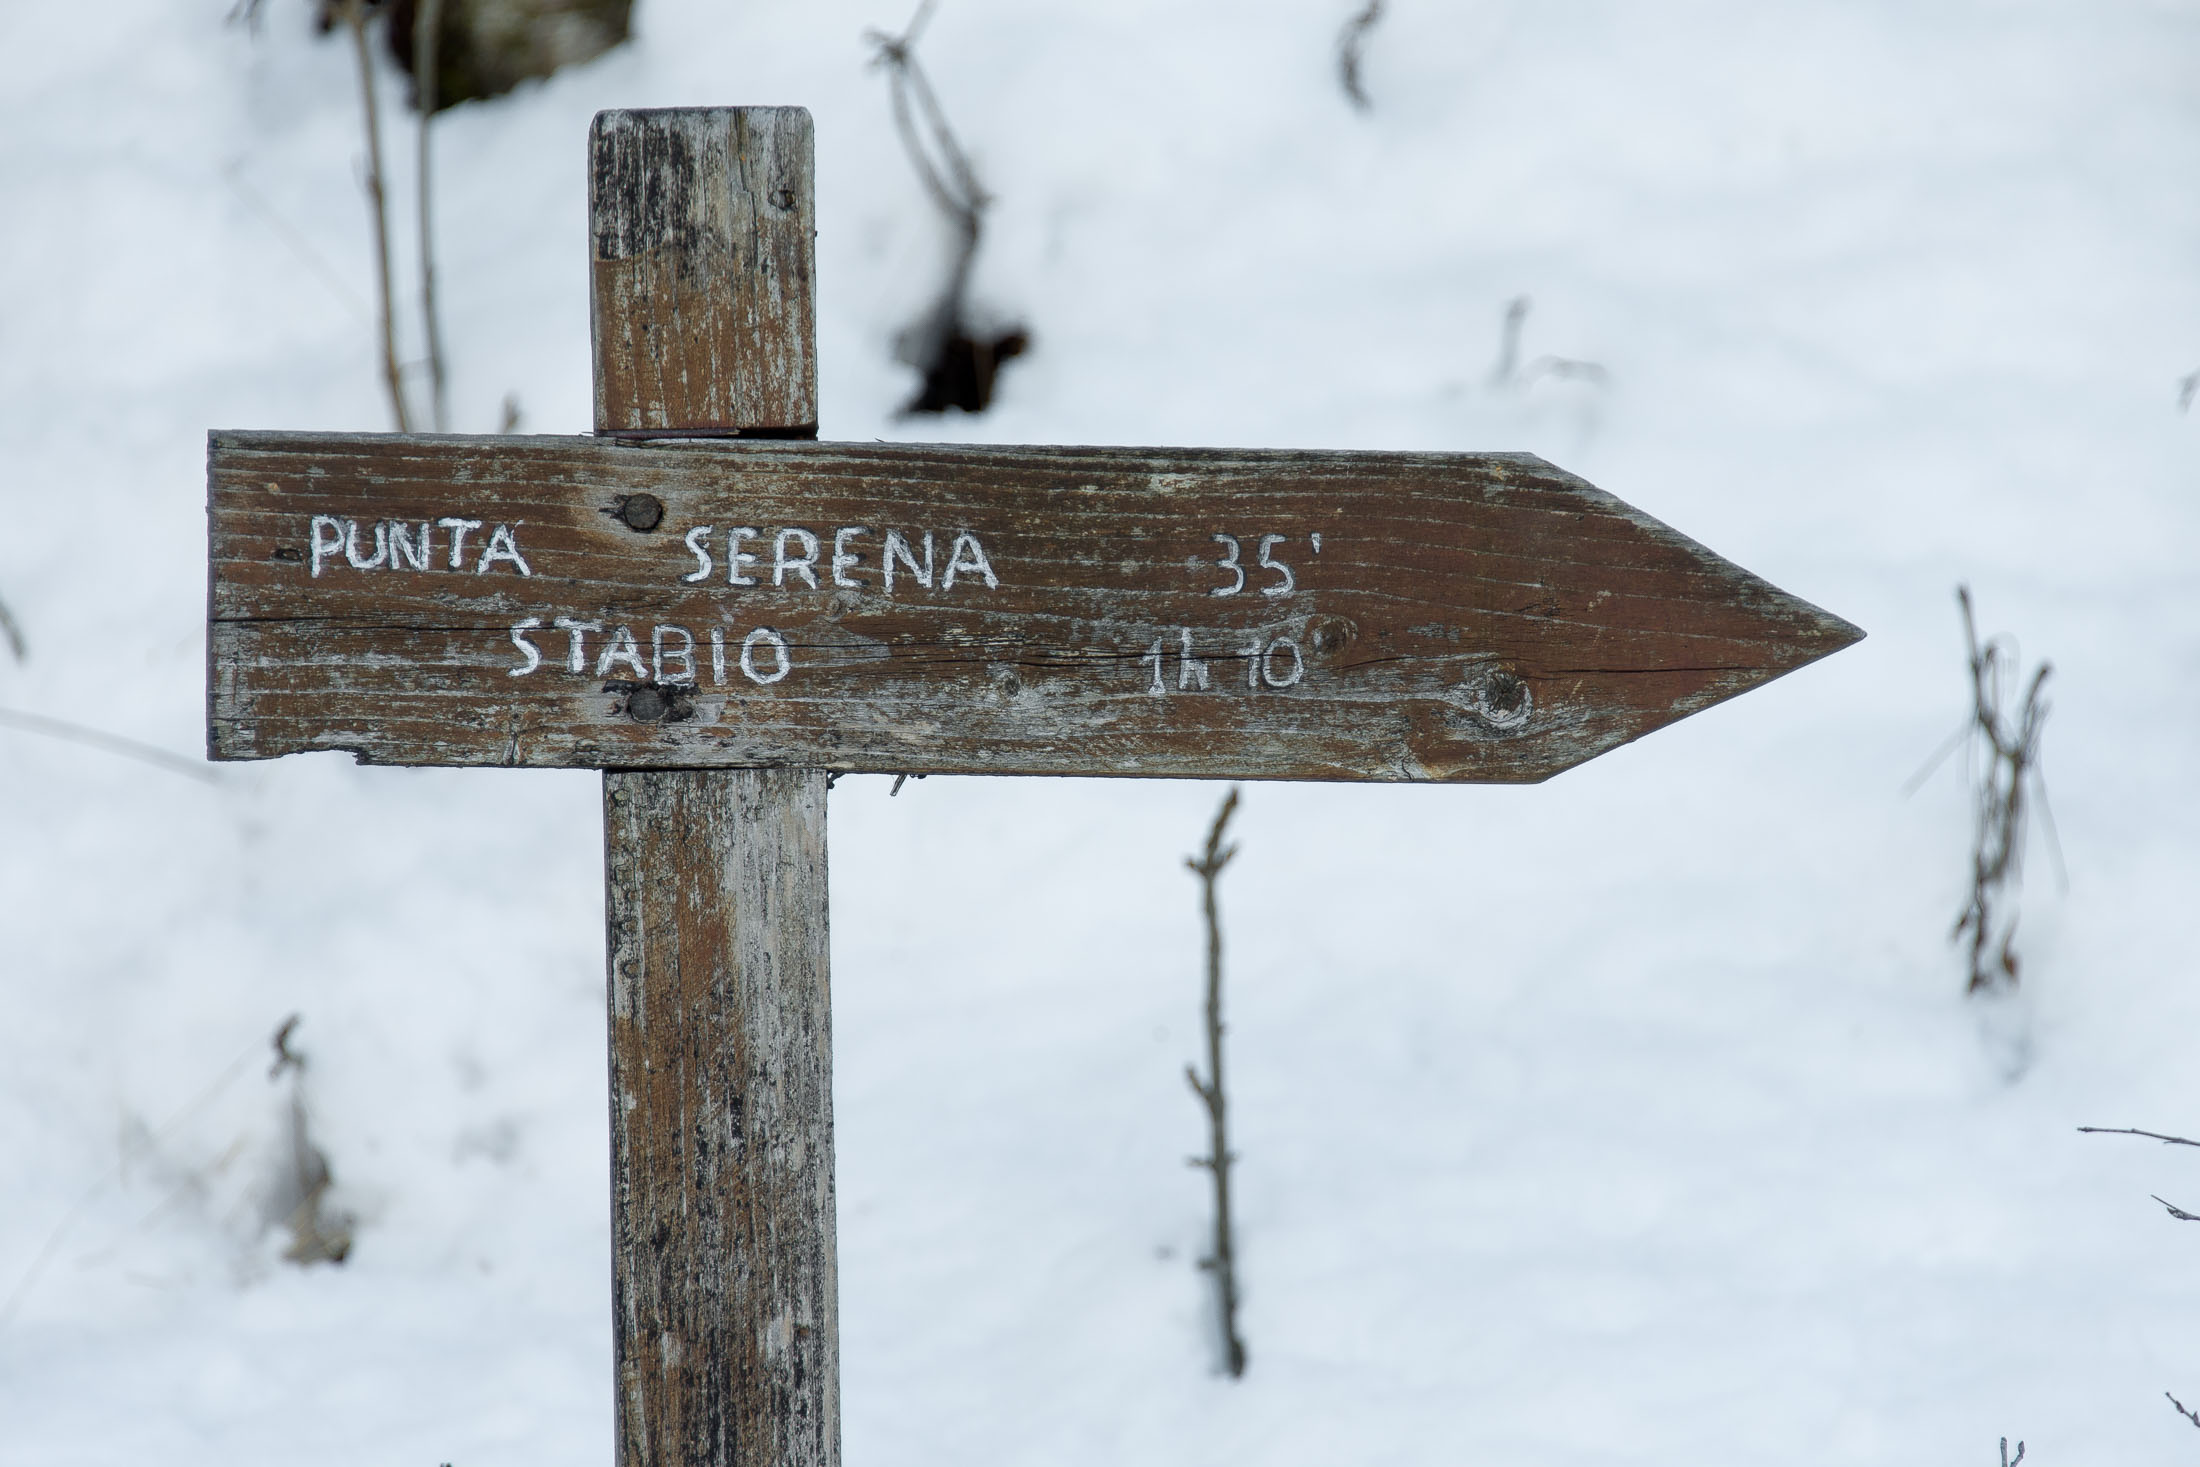 PUNTA SERENA 35'
STABIO 1h 10